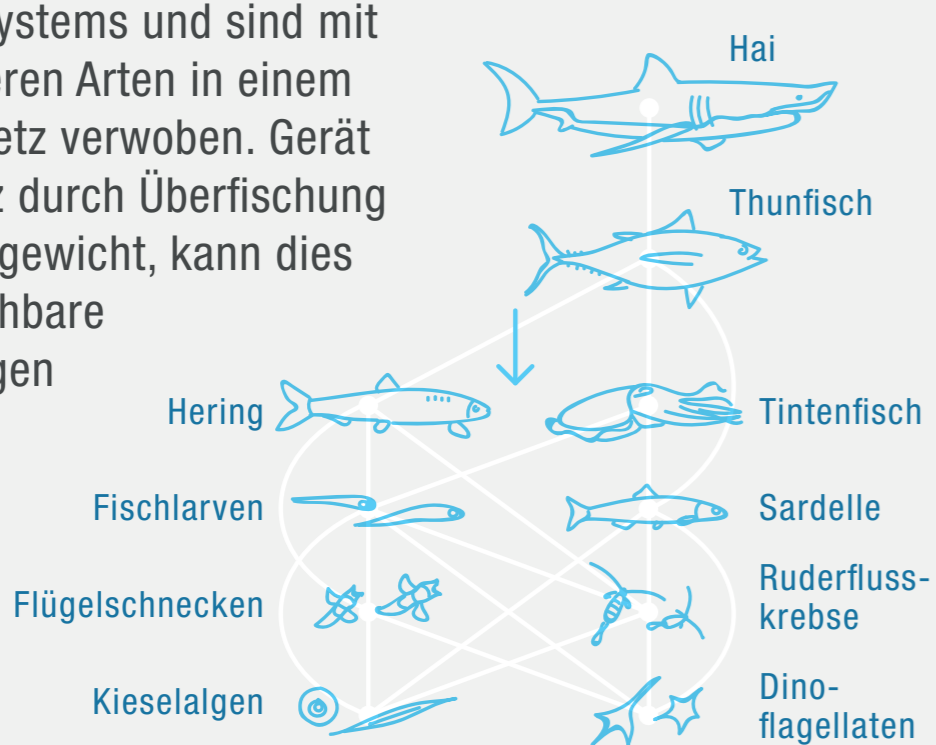 ystems und sind mit
eren Arten in einem
etz verwoben. Gerät
z durch Überfischung
gewicht, kann dies
hbare
gen
Hai
Thunfisch
Hering
Tintenfisch
Fischlarven
Sardelle
Flügelschnecken
Ruderfluss-
krebse
Kieselalgen
Dino-
flagellaten